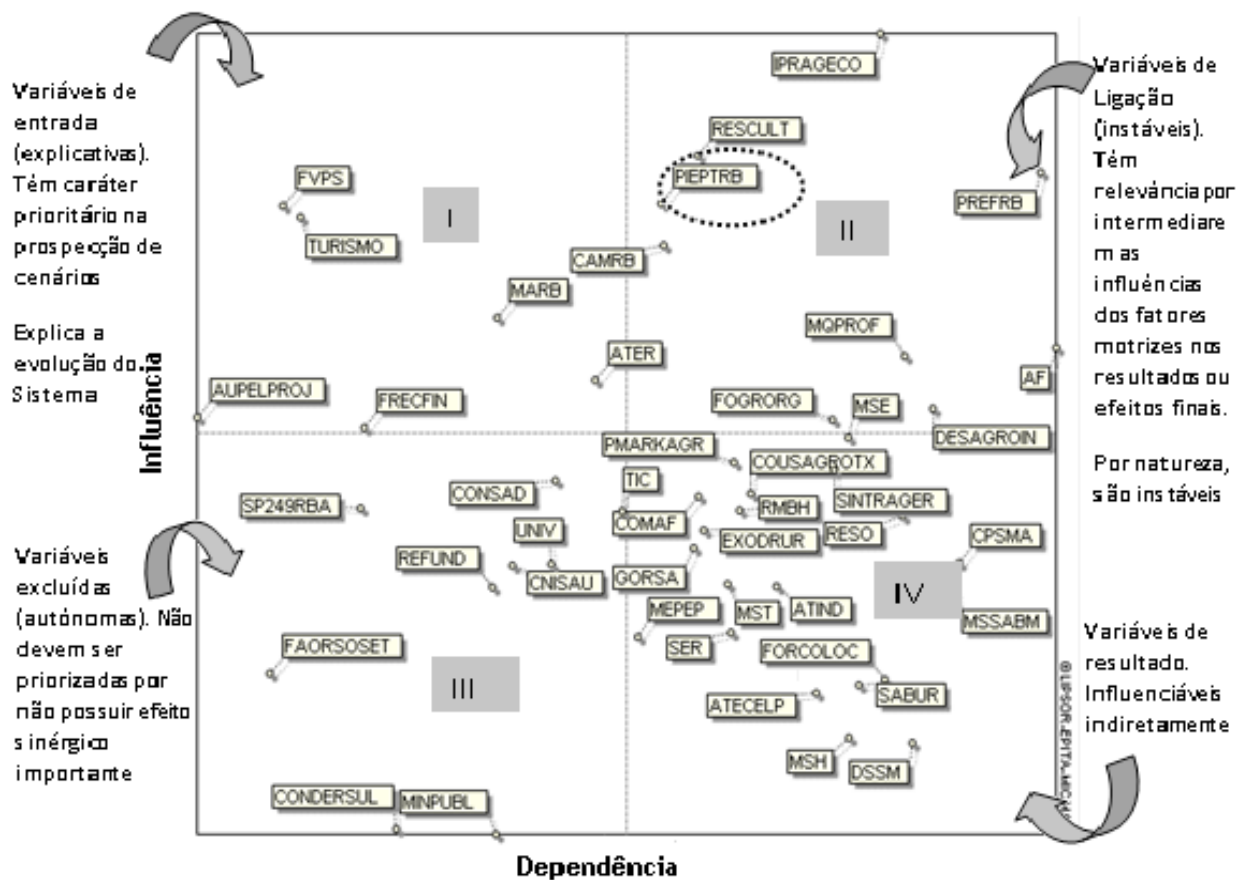 Variáveis de
entrada
(explicativas).
Têm caráter
prioritário na
prospecção de
cenários
Explica a
evolução do
Sistema
Variáveis
excluídas
(autônomas). Não
devem ser
priorizadas por
não possuir efeito
sinérgico
importante
Influência
IPRAGECO
RESCULT
PIEPTRB
FVPS
PREFRB
I
II
TURISMO
CAMRB
MARB
MQPROF
ATER
AF
AUPELPROJ
FRECFIN
FOGRORG
MSE
DESAGROIN
PMARKAGR
COUSAGROTX
TIC
CONSAD
SINTRAGER
SP249RBA
RMBH
COMAF
UNIV
EXODRUR
RESO
CPSMA
REFUND
CNISAU
GORSA
IV
MEPEP
MST
ATIND
MSSABM
SER
FORCOLOC
FAORSOSET
III
SABUR
ATECELP
MSH
DSSM
CONDERSUL
MINPUBL
Dependência
Variáveis de
Ligação
(instáveis).
Têm
relevância por
intermediare
m as
influências
dos fatores
motrizes nos
resultados ou
efeitos finais.
Por natureza,
são instáveis
Variáveis de
resultado.
Influenciáveis
indiretamente